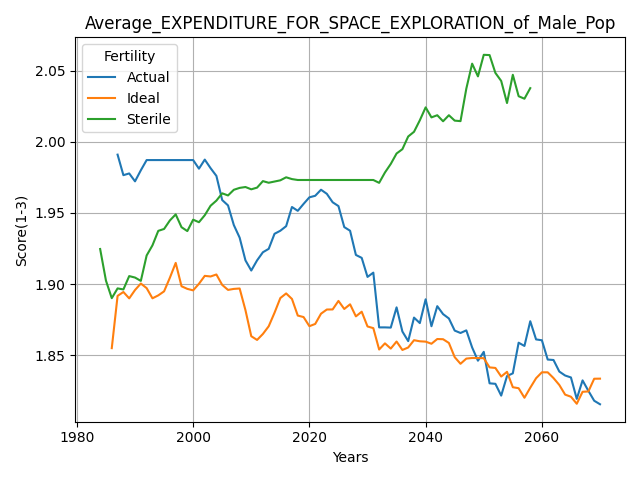 Average_EXPENDITURE_FOR_SPACE_EXPLORATION_of_Male_Pop
Fertility
Actual
Ideal
Sterile
Score(1-3)
2.05
2.00
1.95
1.90
1.85
1980
2000
2020
2040
2060
Years